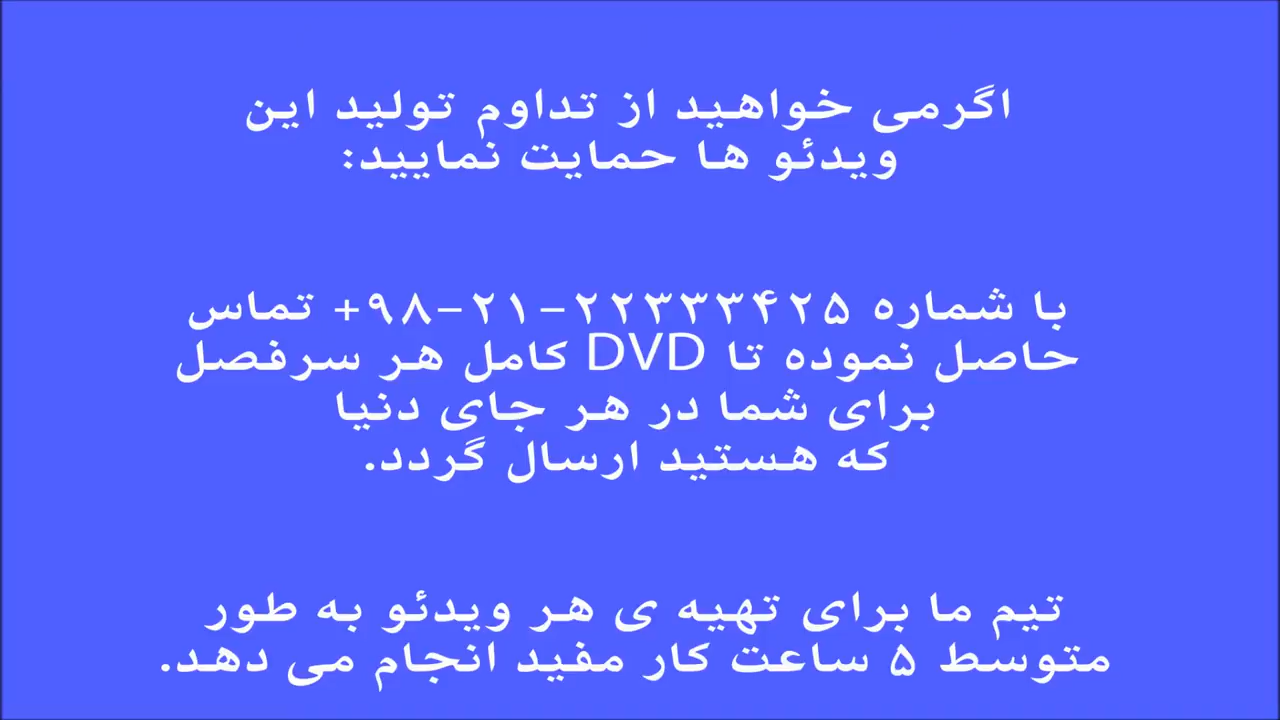 اگرمی خواهید از تداوم تولید این
ویدئو ها حمایت نمایید:
با شماره ۲۲۳۳۳۴۲۵-۲۱-۹۸+ تماس
حاصل نموده تا DVD کامل هر سرفصل
برای شما در هر جای دنیا
که هستید ارسال گردد.
تیم ما برای تهیه ی هر ویدئو به طور
متوسط ۵ ساعت کار مفید انجام می دهد.